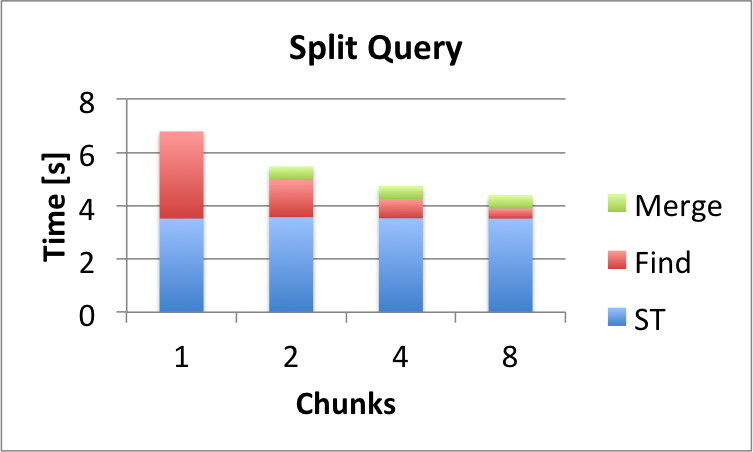 Split Query
Time [s]
8
6
4
2
0
1 2 4 8
Chunks
Merge
Find
ST